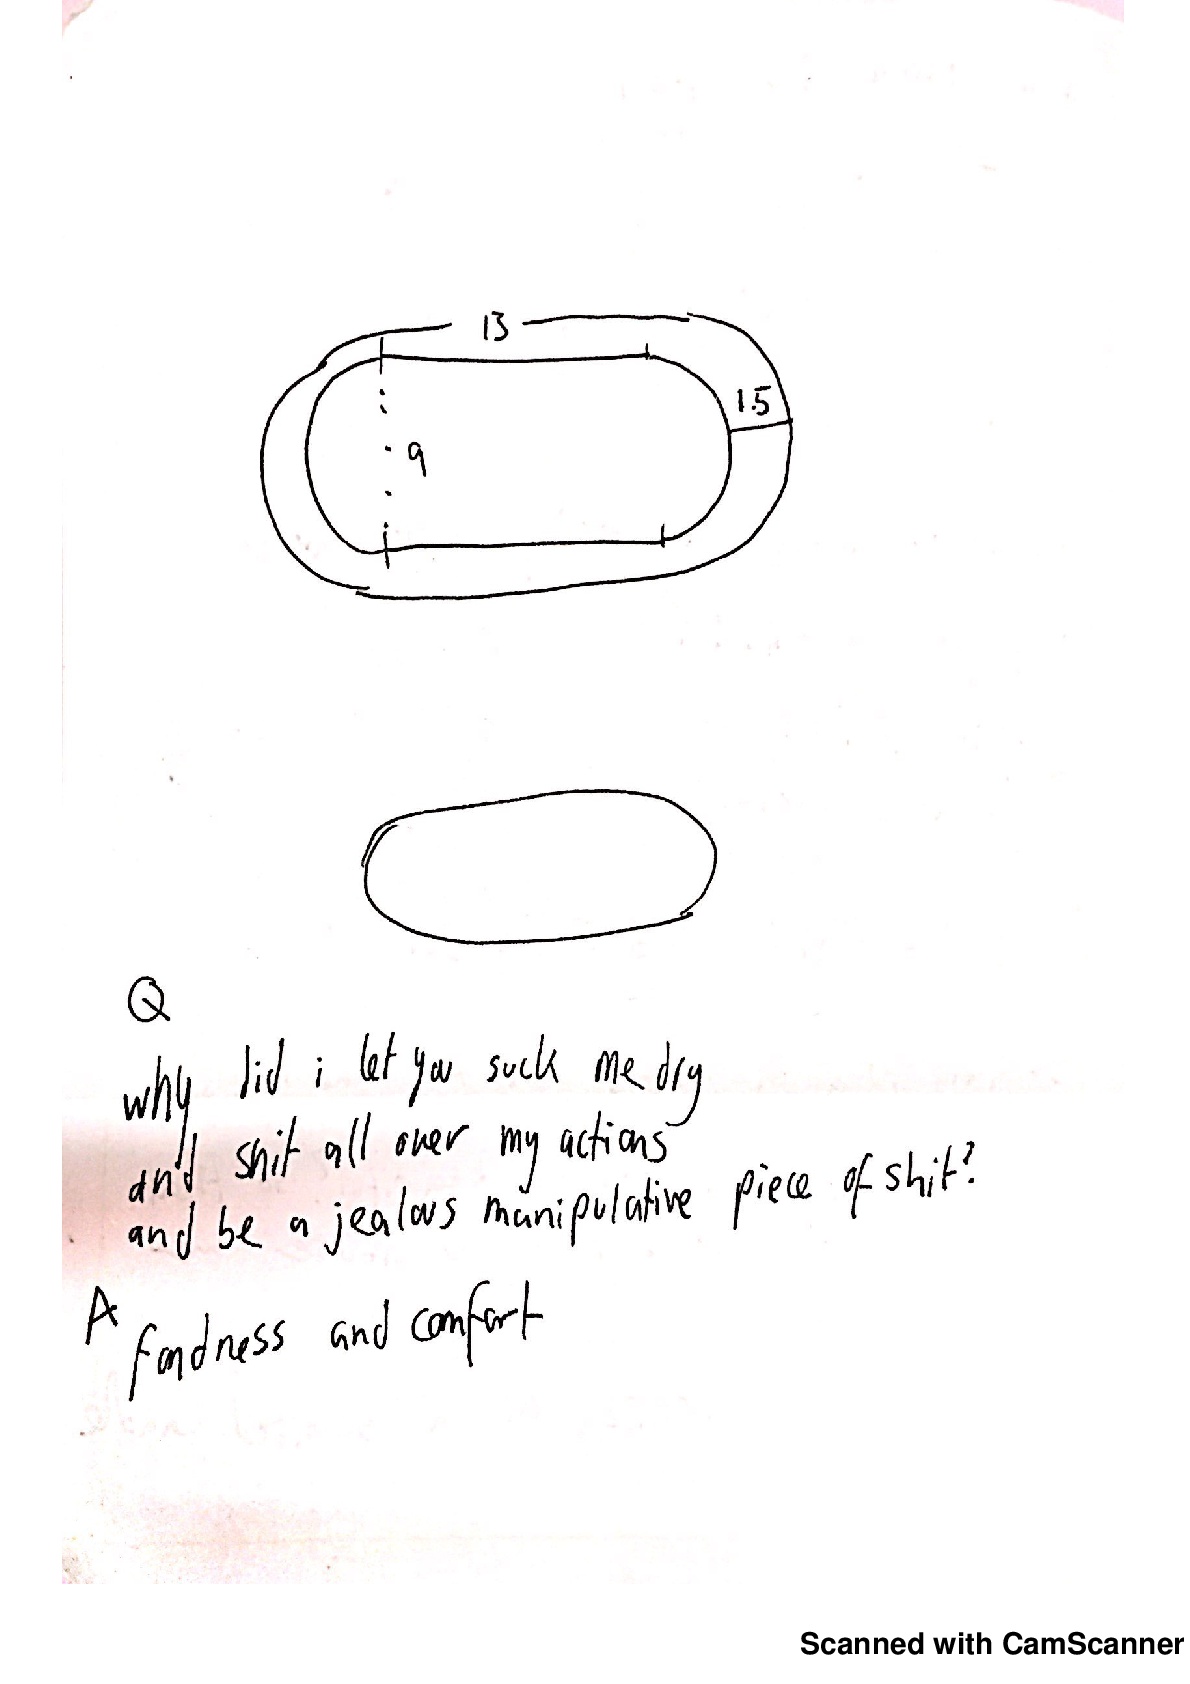 13
1.5
9
Q
why did i let you suck me dry
and shit all over my actions
and be a jealous manipulative piece of shit?
A
fondness and comfort
Scanned with CamScanner